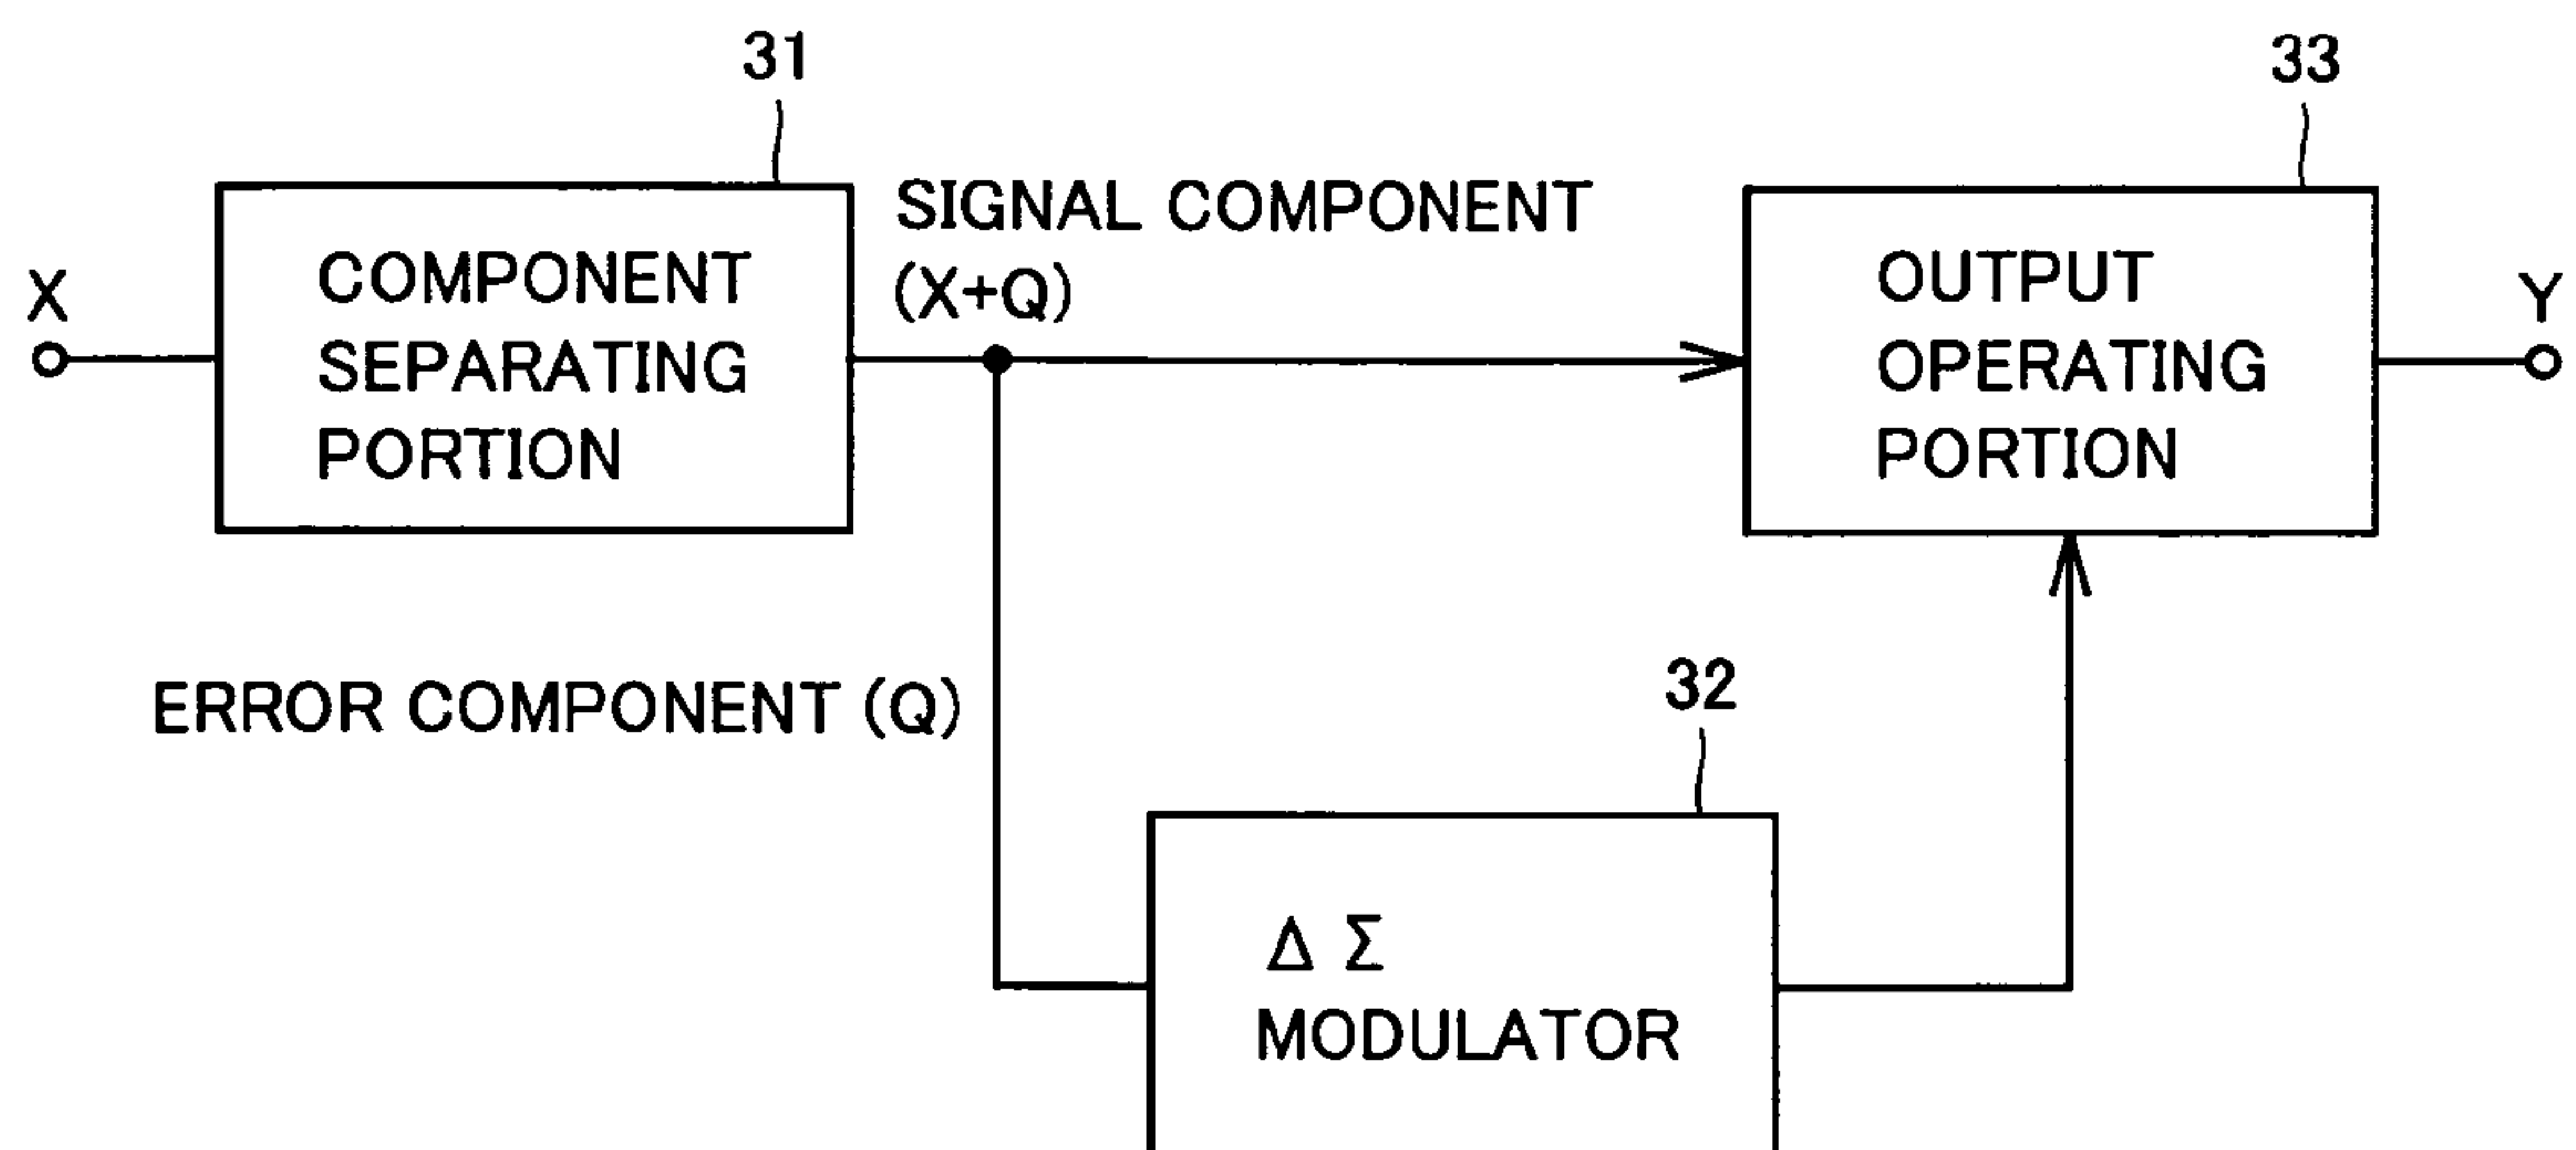 31
33
X
COMPONENT
SEPARATING
PORTION
SIGNAL COMPONENT
(X+Q)
OUTPUT
OPERATING
PORTION
Y
ERROR COMPONENT (Q)
32
Δ Σ
MODULATOR